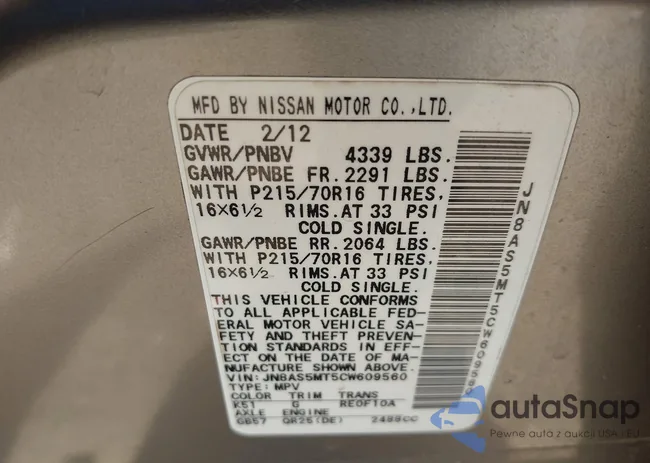 MFD BY NISSAN MOTOR CO.,LTD.
DATE 2/12
GVWR/PNBV 4339 LBS.
GAWR/PNBE FR. 2291 LBS.
WITH P215/70R16 TIRES,
16×6½ RIMS. AT 33 PSI
COLD SINGLE.
GAWR/PNBE RR. 2064 LBS.
WITH P215/70R16 TIRES,
16×6½ RIMS. AT 33 PSI
COLD SINGLE.
THIS VEHICLE CONFORMS
TO ALL APPLICABLE FED-
ERAL MOTOR VEHICLE SA-
FETY AND THEFT PREVEN-
TION STANDARDS IN EFF-
ECT ON THE DATE OF MA-
NUFACTURE SHOWN ABOVE.
VIN: JN8AS5MT5CW609560
TYPE: MPV
COLOR TRIM TRANS
K51 G RE0F10A
AXLE ENGINE
GB57 QR25(DE) 2488CC
JN8AS5MT5CW609560
autoSnap
Pewne auta z aukcji USA i EU